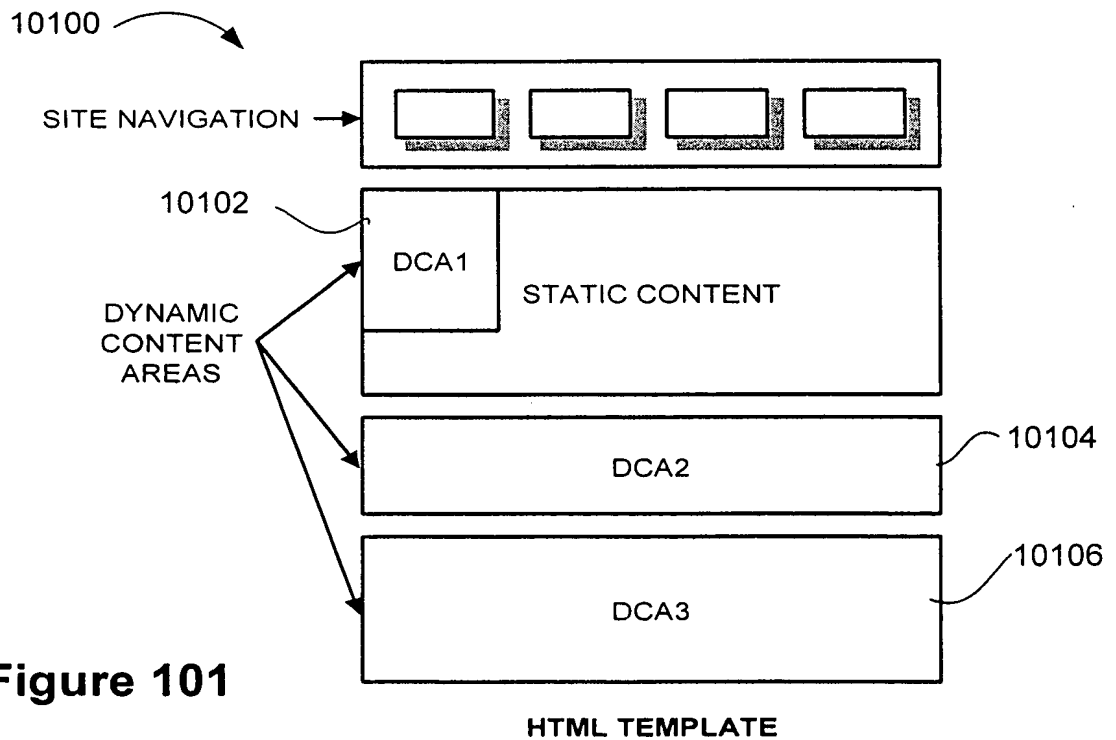 10100
SITE NAVIGATION
10102
DCA1
STATIC CONTENT
DYNAMIC
CONTENT
AREAS
10104
DCA2
10106
DCA3
Figure 101
HTML TEMPLATE